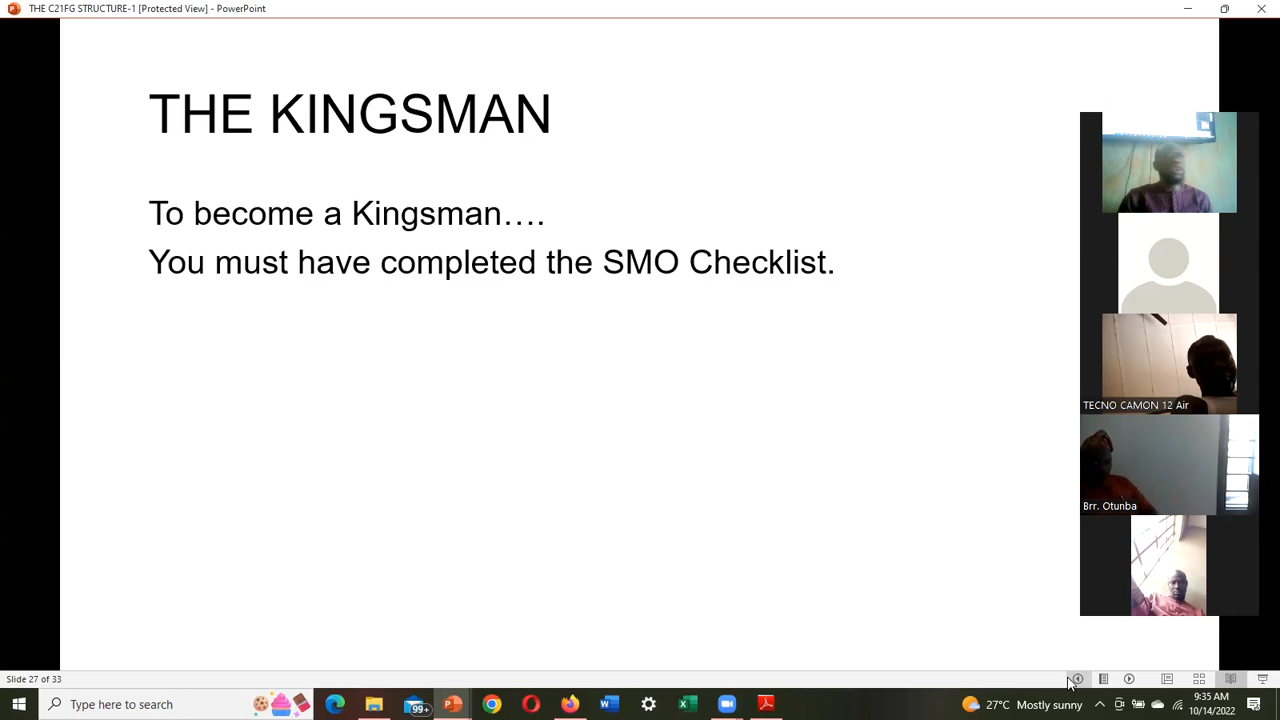 THE C21FG STRUCTURE-1 [Protected View] - PowerPoint
THE KINGSMAN
To become a Kingsman....
You must have completed the SMO Checklist.
TECNO CAMON 12 Air
Brr. Otunba
Slide 27 of 33
Type here to search
99+
27°C Mostly sunny
9:35 AM
10/14/2022